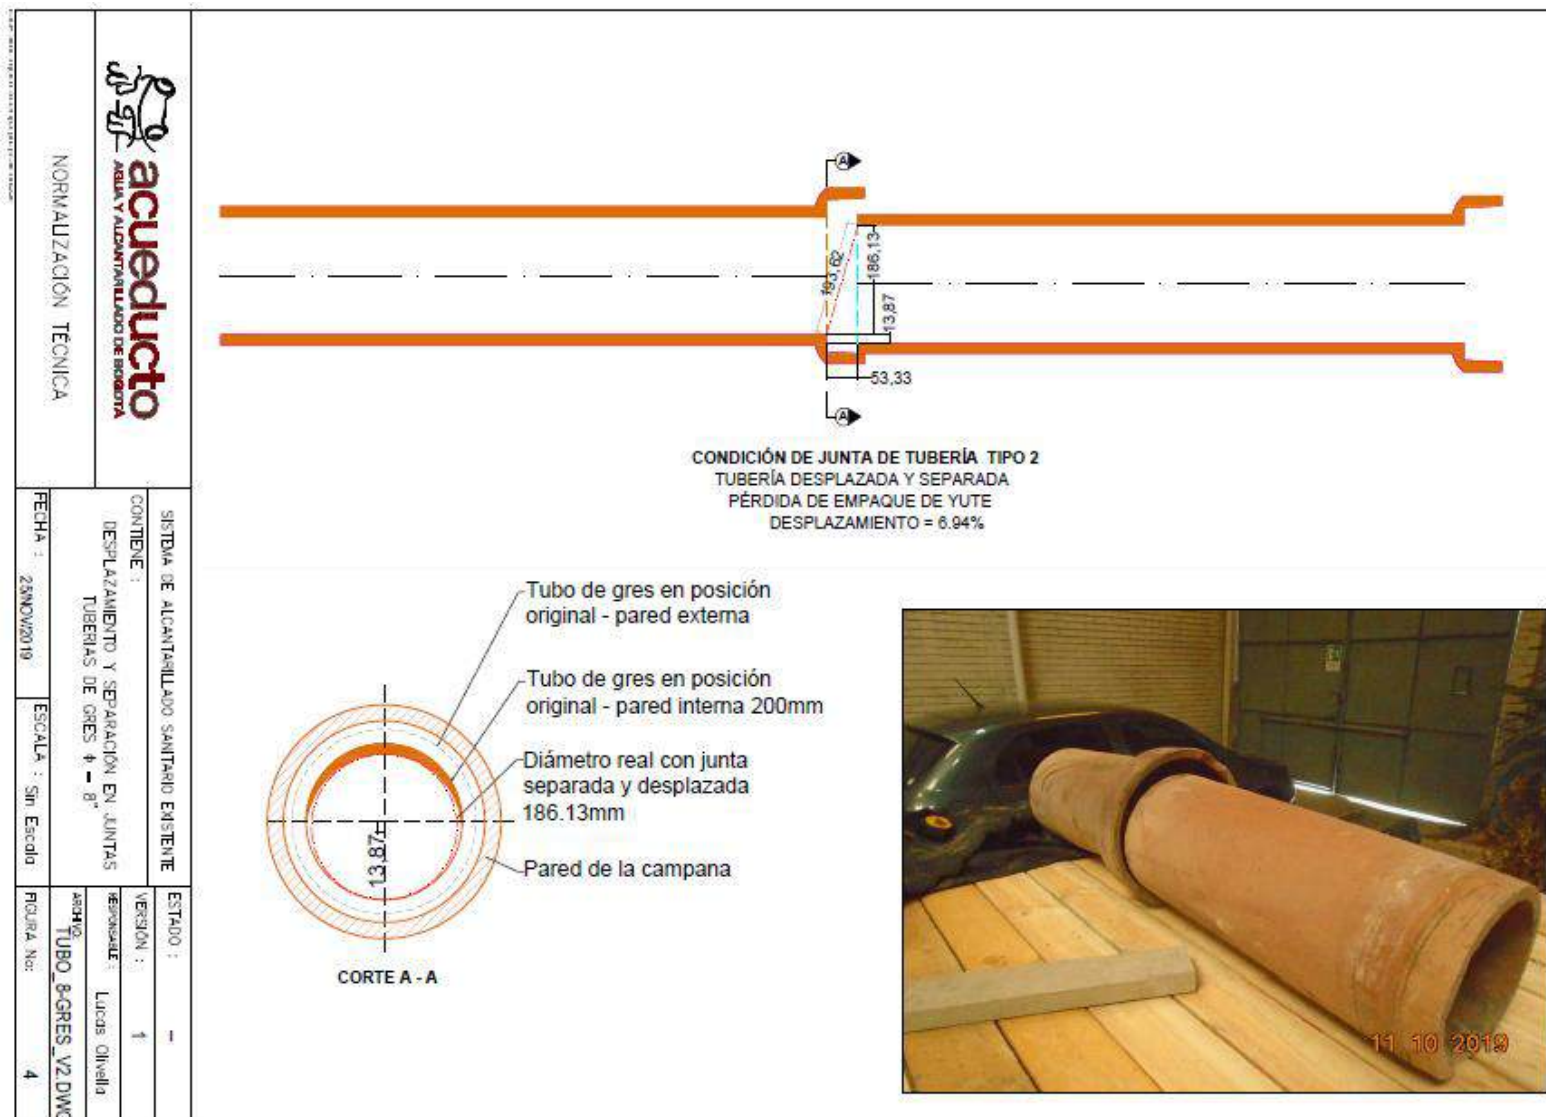 acueducto
AGUA Y ALCANTARILLADO DE BOGOTÁ
NORMALIZACIÓN TÉCNICA
SISTEMA DE ALCANTARILLADO SANITARIO EXISTENTE
CONTIENE :
DESPLAZAMIENTO Y SEPARACIÓN EN JUNTAS
TUBERIAS DE GRES ϕ = 8"
FECHA :
25/NOV/2019
ESCALA : Sin Escala
ESTADO : –
VERSIÓN : 1
RESPONSABLE : Lucas Olivella
ARCHIVO:
TUBO_8-GRES_V2.DWG
FIGURA No: 4
A
193,62
186,13
13,87
53,33
A
CONDICIÓN DE JUNTA DE TUBERÍA TIPO 2
TUBERÍA DESPLAZADA Y SEPARADA
PÉRDIDA DE EMPAQUE DE YUTE
DESPLAZAMIENTO = 6.94%
Tubo de gres en posición
original - pared externa
Tubo de gres en posición
original - pared interna 200mm
Diámetro real con junta
separada y desplazada
186.13mm
Pared de la campana
13,87
CORTE A - A
11 10 2019